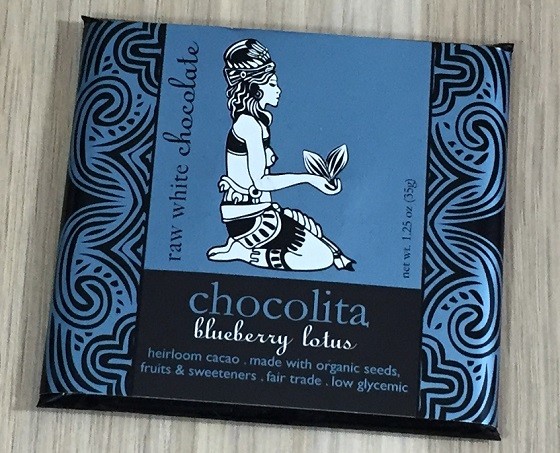 raw white chocolate
net wt. 1.25 oz (35g)
chocolita
blueberry lotus
heirloom cacao . made with organic seeds,
fruits & sweeteners . fair trade . low glycemic